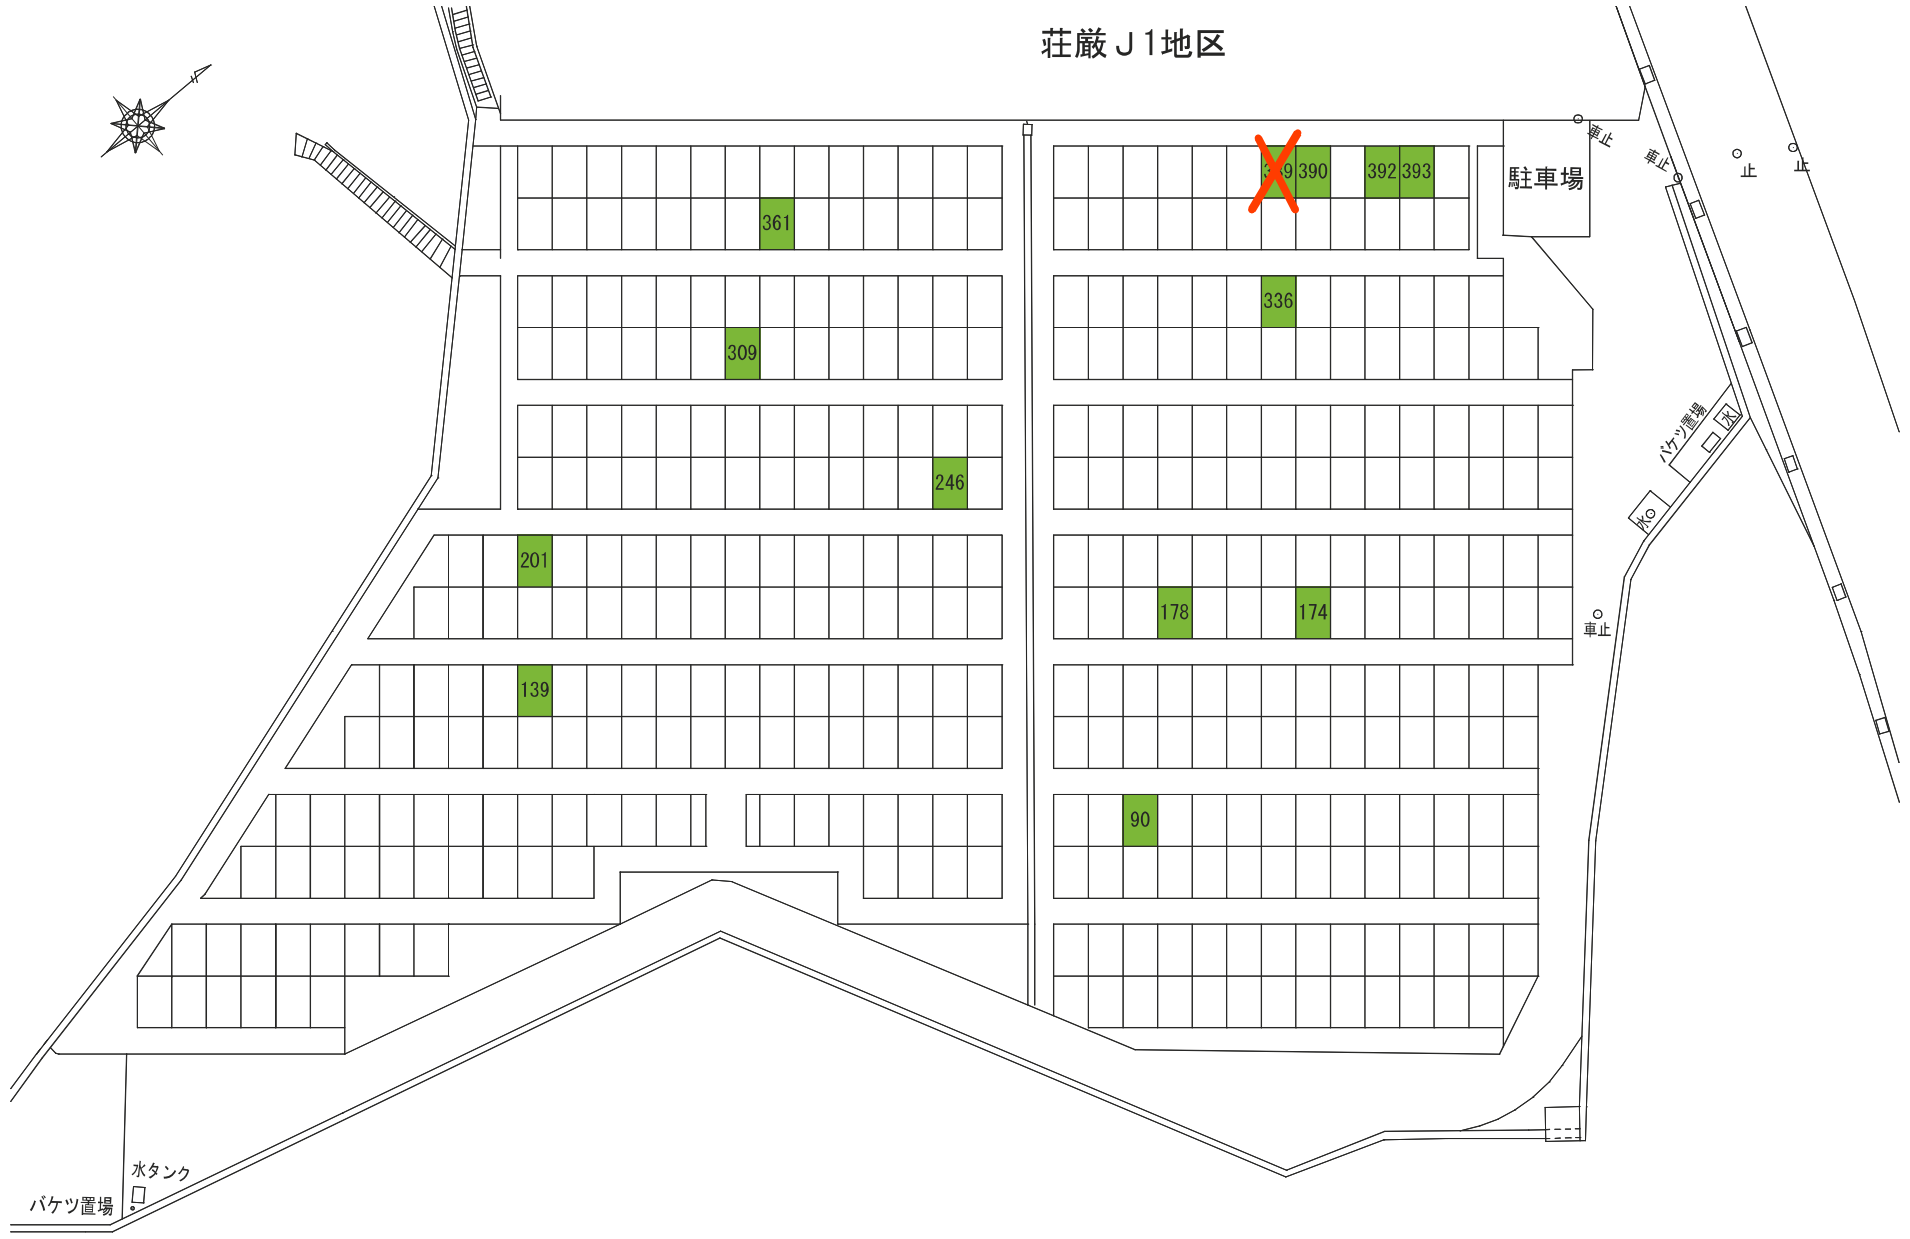 荘厳J1地区
車止
車止
止
止
駐車場
390
392
393
361
336
309
バケツ置場
水
246
水
201
178
174
車止
139
90
水タンク
バケツ置場